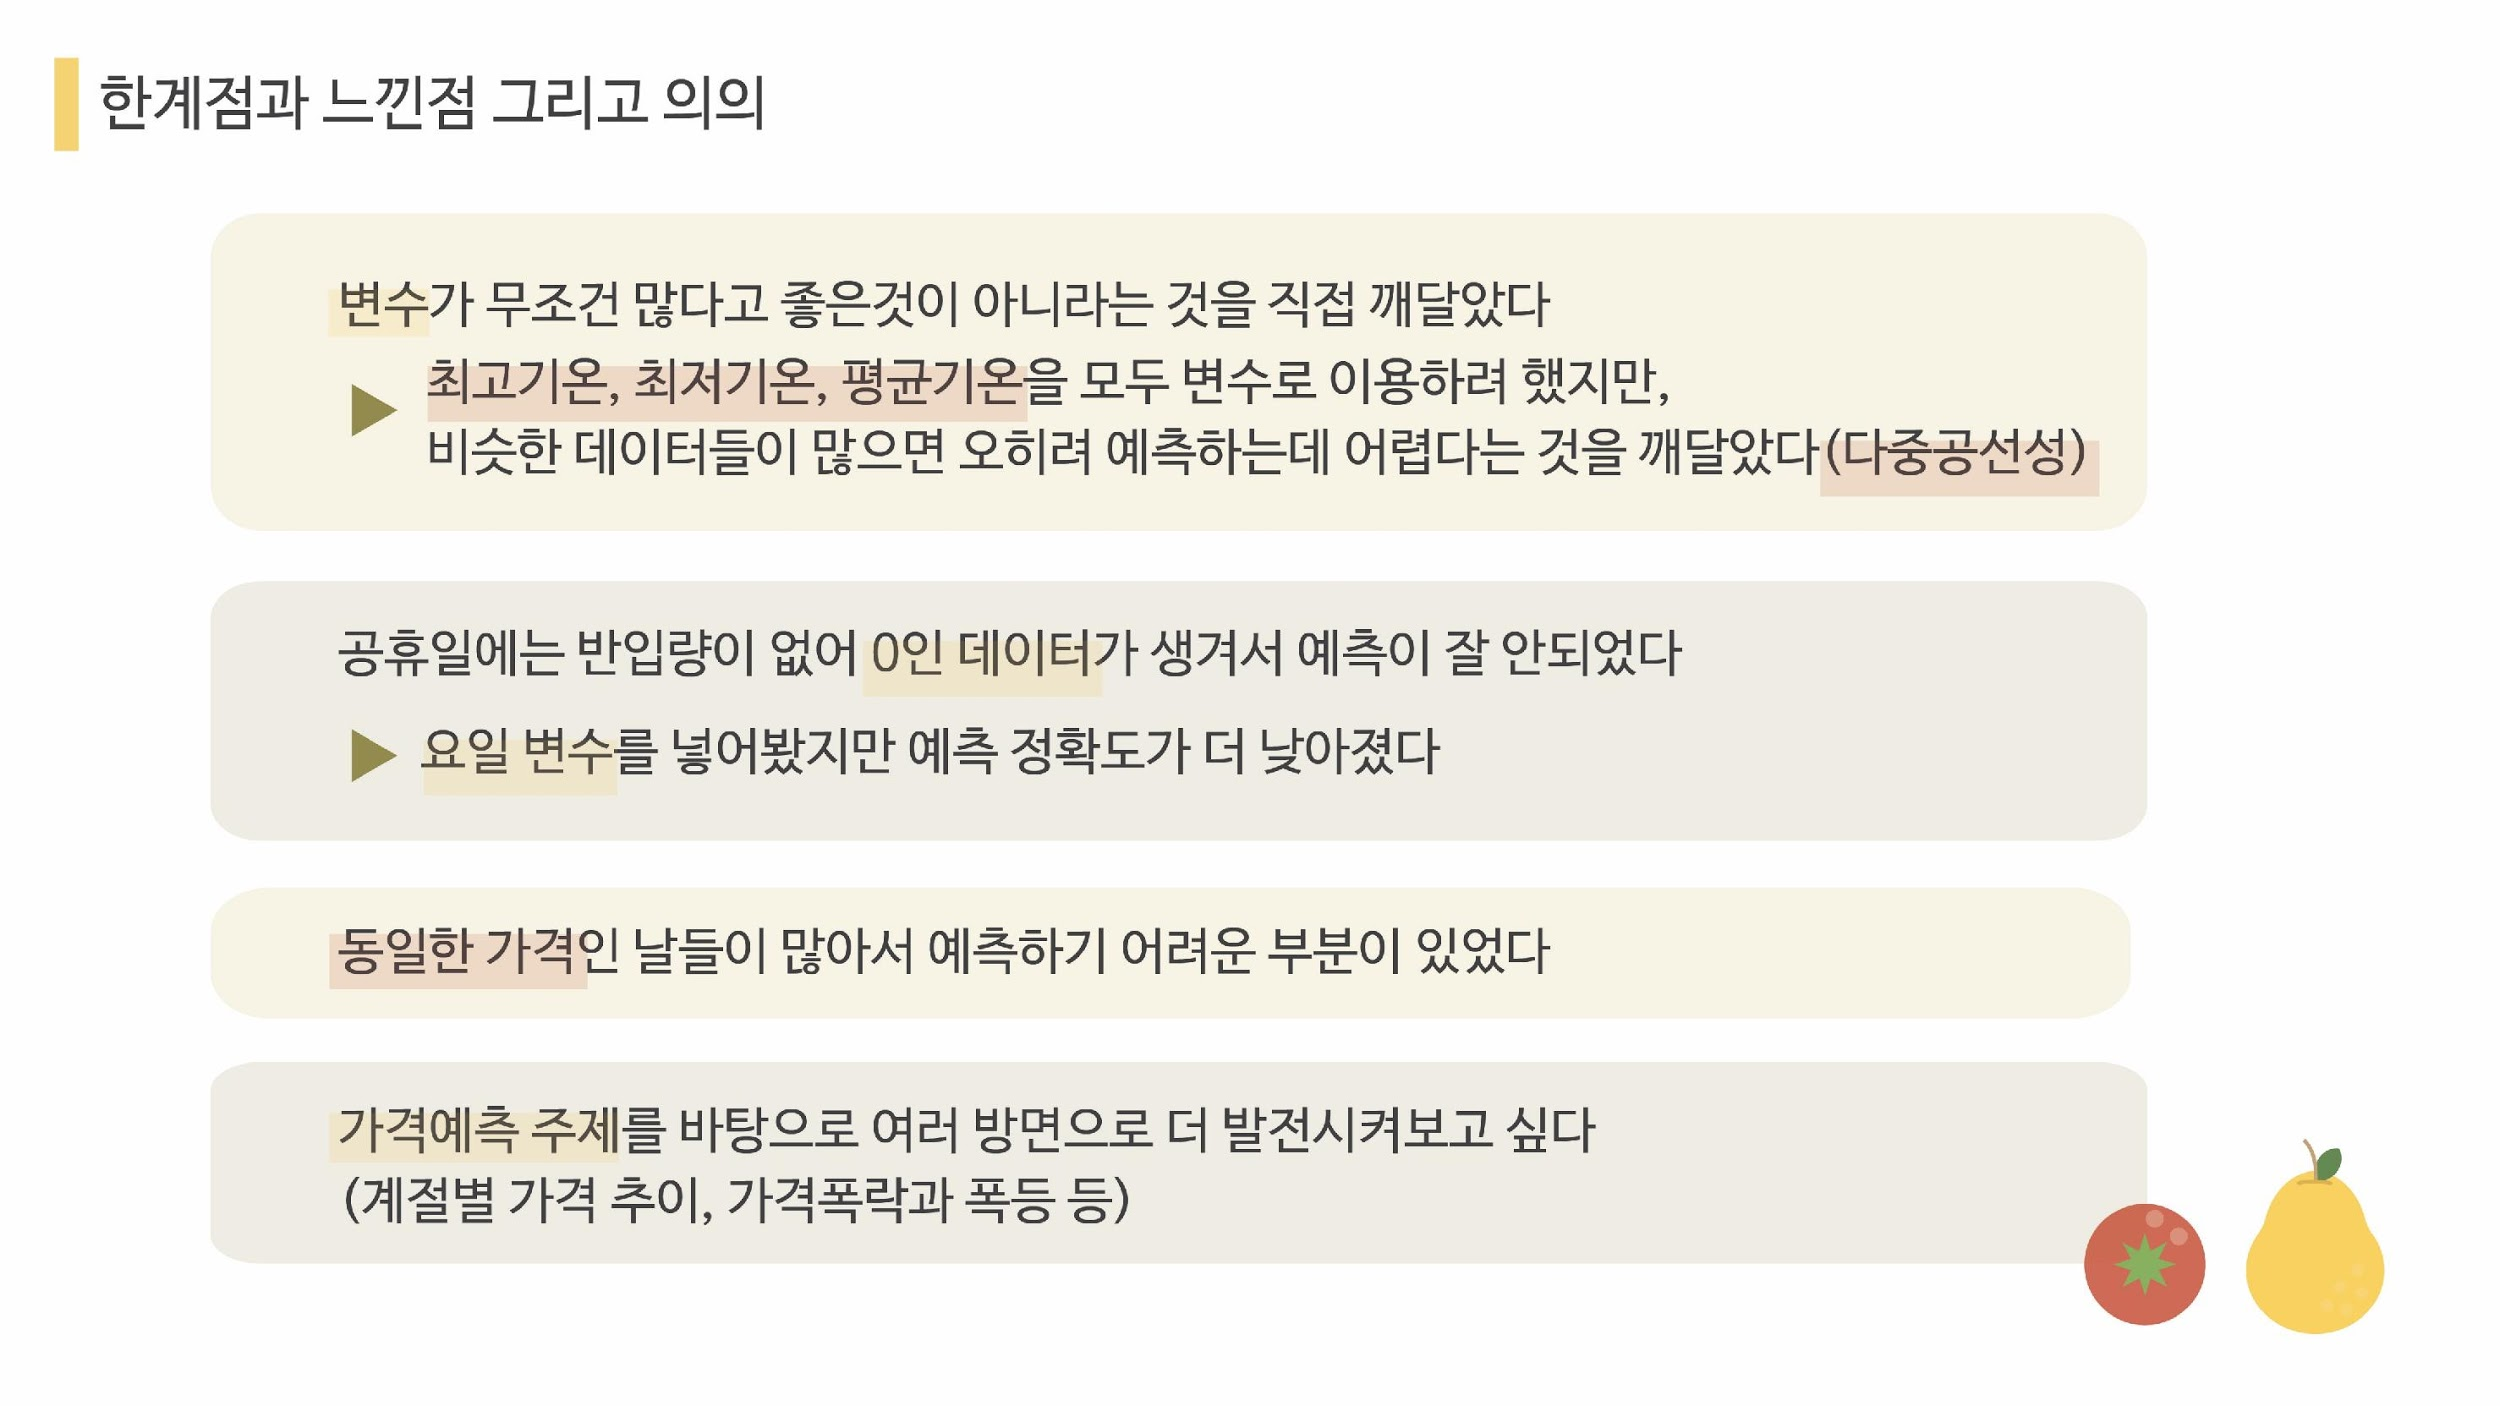 한계점과 느낀점 그리고 의의
변수가 무조건 많다고 좋은것이 아니라는 것을 직접 깨달았다
최고기온, 최저기온, 평균기온을 모두 변수로 이용하려 했지만,
비슷한 데이터들이 많으면 오히려 예측하는데 어렵다는 것을 깨달았다(다중공선성)
공휴일에는 반입량이 없어 0인 데이터가 생겨서 예측이 잘 안되었다
요일 변수를 넣어봤지만 예측 정확도가 더 낮아졌다
동일한 가격인 날들이 많아서 예측하기 어려운 부분이 있었다
가격예측 주제를 바탕으로 여러 방면으로 더 발전시켜보고 싶다
(계절별 가격 추이, 가격폭락과 폭등 등)